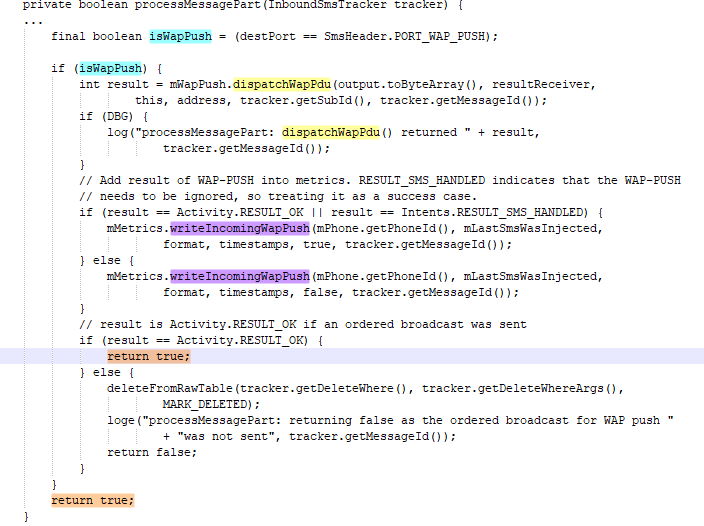 private boolean processMessagePart(InboundSmsTracker tracker) {
...
final boolean isWapPush = (destPort == SmsHeader.PORT_WAP_PUSH);
if (isWapPush) {
int result = mWapPush.dispatchWapPdu(output.toByteArray(), resultReceiver,
this, address, tracker.getSubId(), tracker.getMessageId());
if (DBG) {
log("processMessagePart: dispatchWapPdu() returned " + result,
tracker.getMessageId());
}
// Add result of WAP-PUSH into metrics. RESULT_SMS_HANDLED indicates that the WAP-PUSH
// needs to be ignored, so treating it as a success case.
if (result == Activity.RESULT_OK || result == Intents.RESULT_SMS_HANDLED) {
mMetrics.writeIncomingWapPush(mPhone.getPhoneId(), mLastSmsWasInjected,
format, timestamps, true, tracker.getMessageId());
} else {
mMetrics.writeIncomingWapPush(mPhone.getPhoneId(), mLastSmsWasInjected,
format, timestamps, false, tracker.getMessageId());
}
// result is Activity.RESULT_OK if an ordered broadcast was sent
if (result == Activity.RESULT_OK) {
return true;
} else {
deleteFromRawTable(tracker.getDeleteWhere(), tracker.getDeleteWhereArgs(),
MARK_DELETED);
loge("processMessagePart: returning false as the ordered broadcast for WAP push "
+ "was not sent", tracker.getMessageId());
return false;
}
}
return true;
}